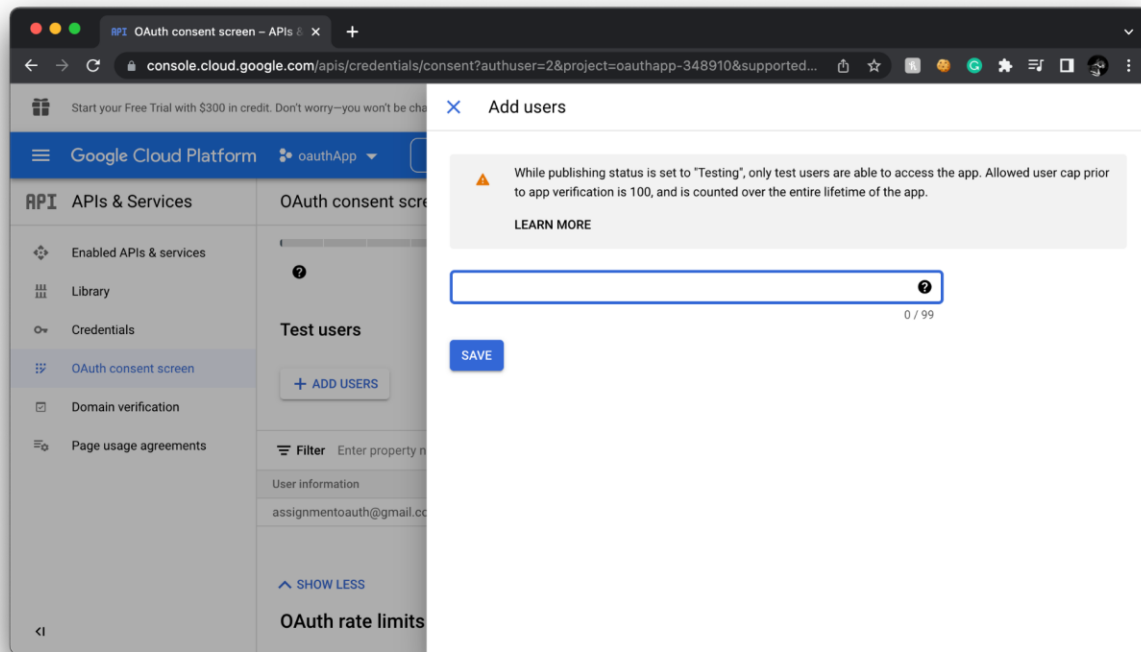 API OAuth consent screen – APIs &
console.cloud.google.com/apis/credentials/consent?authuser=2&project=oauthapp-348910&supported...
Start your Free Trial with $300 in credit. Don't worry—you won't be cha
Google Cloud Platform
oauthApp
API APIs & Services
Enabled APIs & services
Library
Credentials
OAuth consent screen
Domain verification
Page usage agreements
OAuth consent scre
Test users
+ ADD USERS
Filter Enter property n
User information
assignmentoauth@gmail.co
SHOW LESS
OAuth rate limits
Add users
While publishing status is set to "Testing", only test users are able to access the app. Allowed user cap prior
to app verification is 100, and is counted over the entire lifetime of the app.
LEARN MORE
0 / 99
SAVE